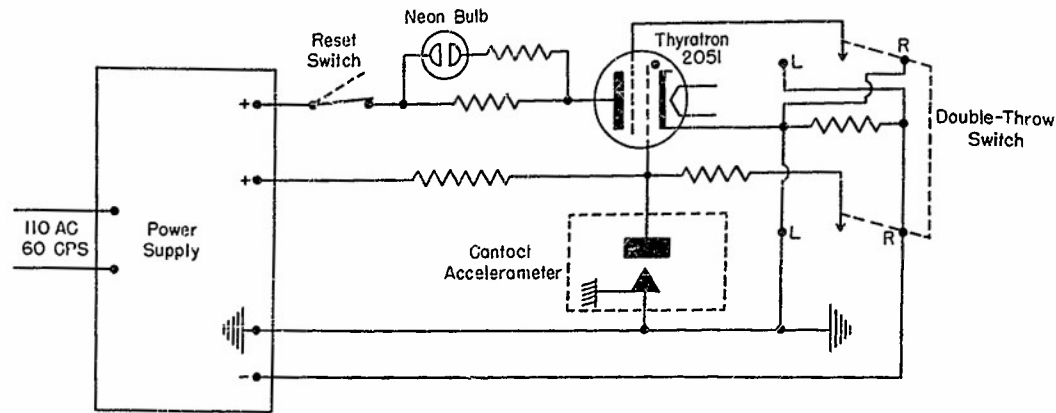 Neon Bulb
Reset
Switch
Thyratron
2051
L
R
Double-Throw
Switch
+
+
110 AC
60 CPS
Power
Supply
Contact
Accelerometer
L
R
-